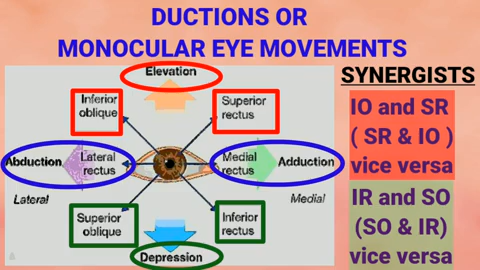 DUCTIONS OR
MONOCULAR EYE MOVEMENTS
Elevation
SYNERGISTS
Inferior
oblique
Superior
rectus
IO and SR
( SR & IO )
vice versa
Abduction
Lateral
rectus
Medial
rectus
Adduction
Lateral
Medial
IR and SO
(SO & IR)
vice versa
Superior
oblique
Inferior
rectus
Depression